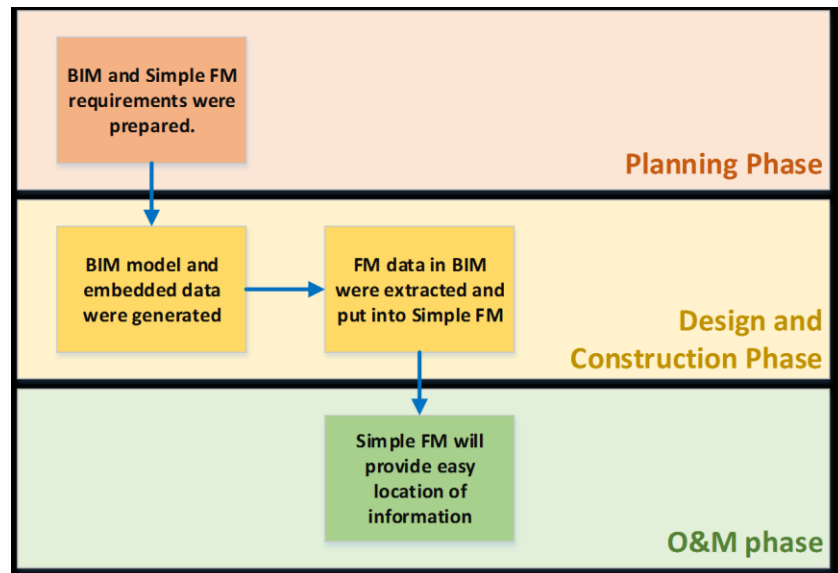 BIM and Simple FM
requirements were
prepared.
Planning Phase
BIM model and
embedded data
were generated
FM data in BIM
were extracted and
put into Simple FM
Design and
Construction Phase
Simple FM will
provide easy
location of
information
O&M phase